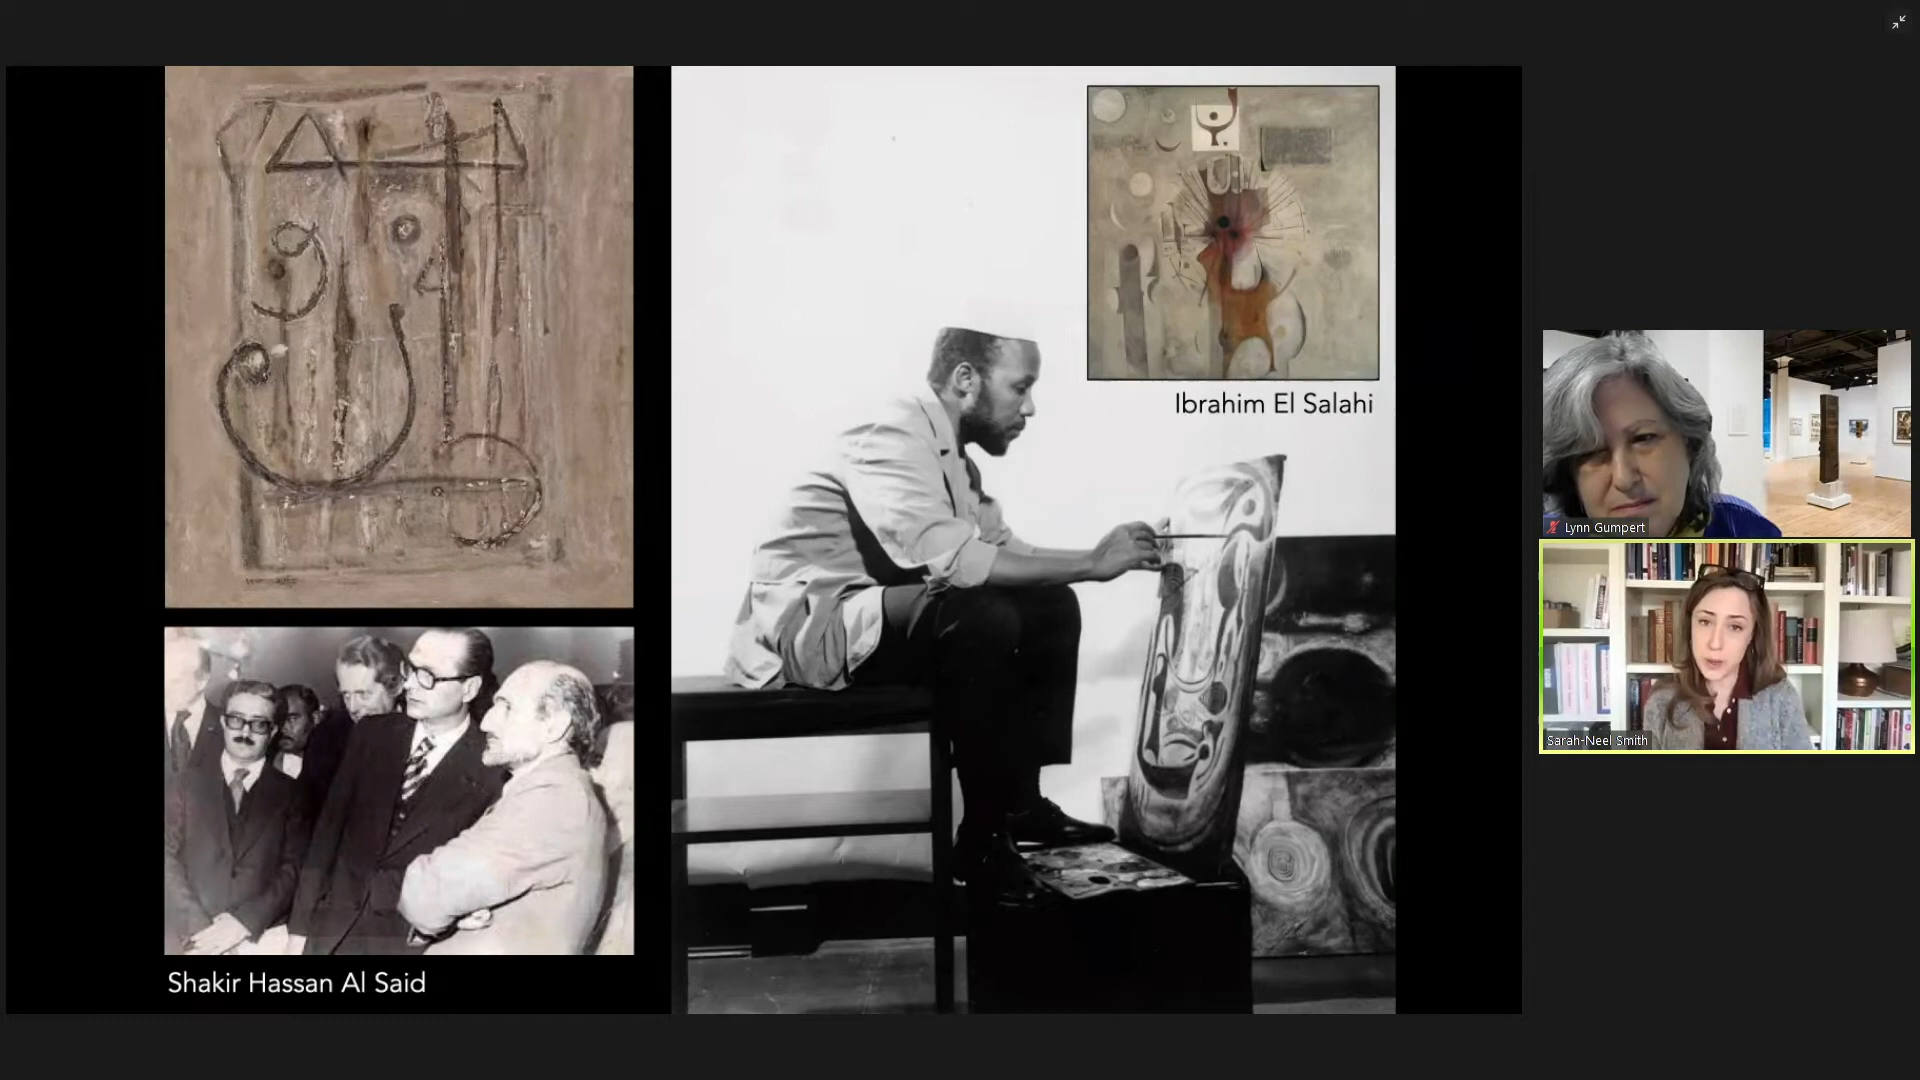 Ibrahim El Salahi
Shakir Hassan Al Said
Lynn Gumpert
Sarah-Neel Smith